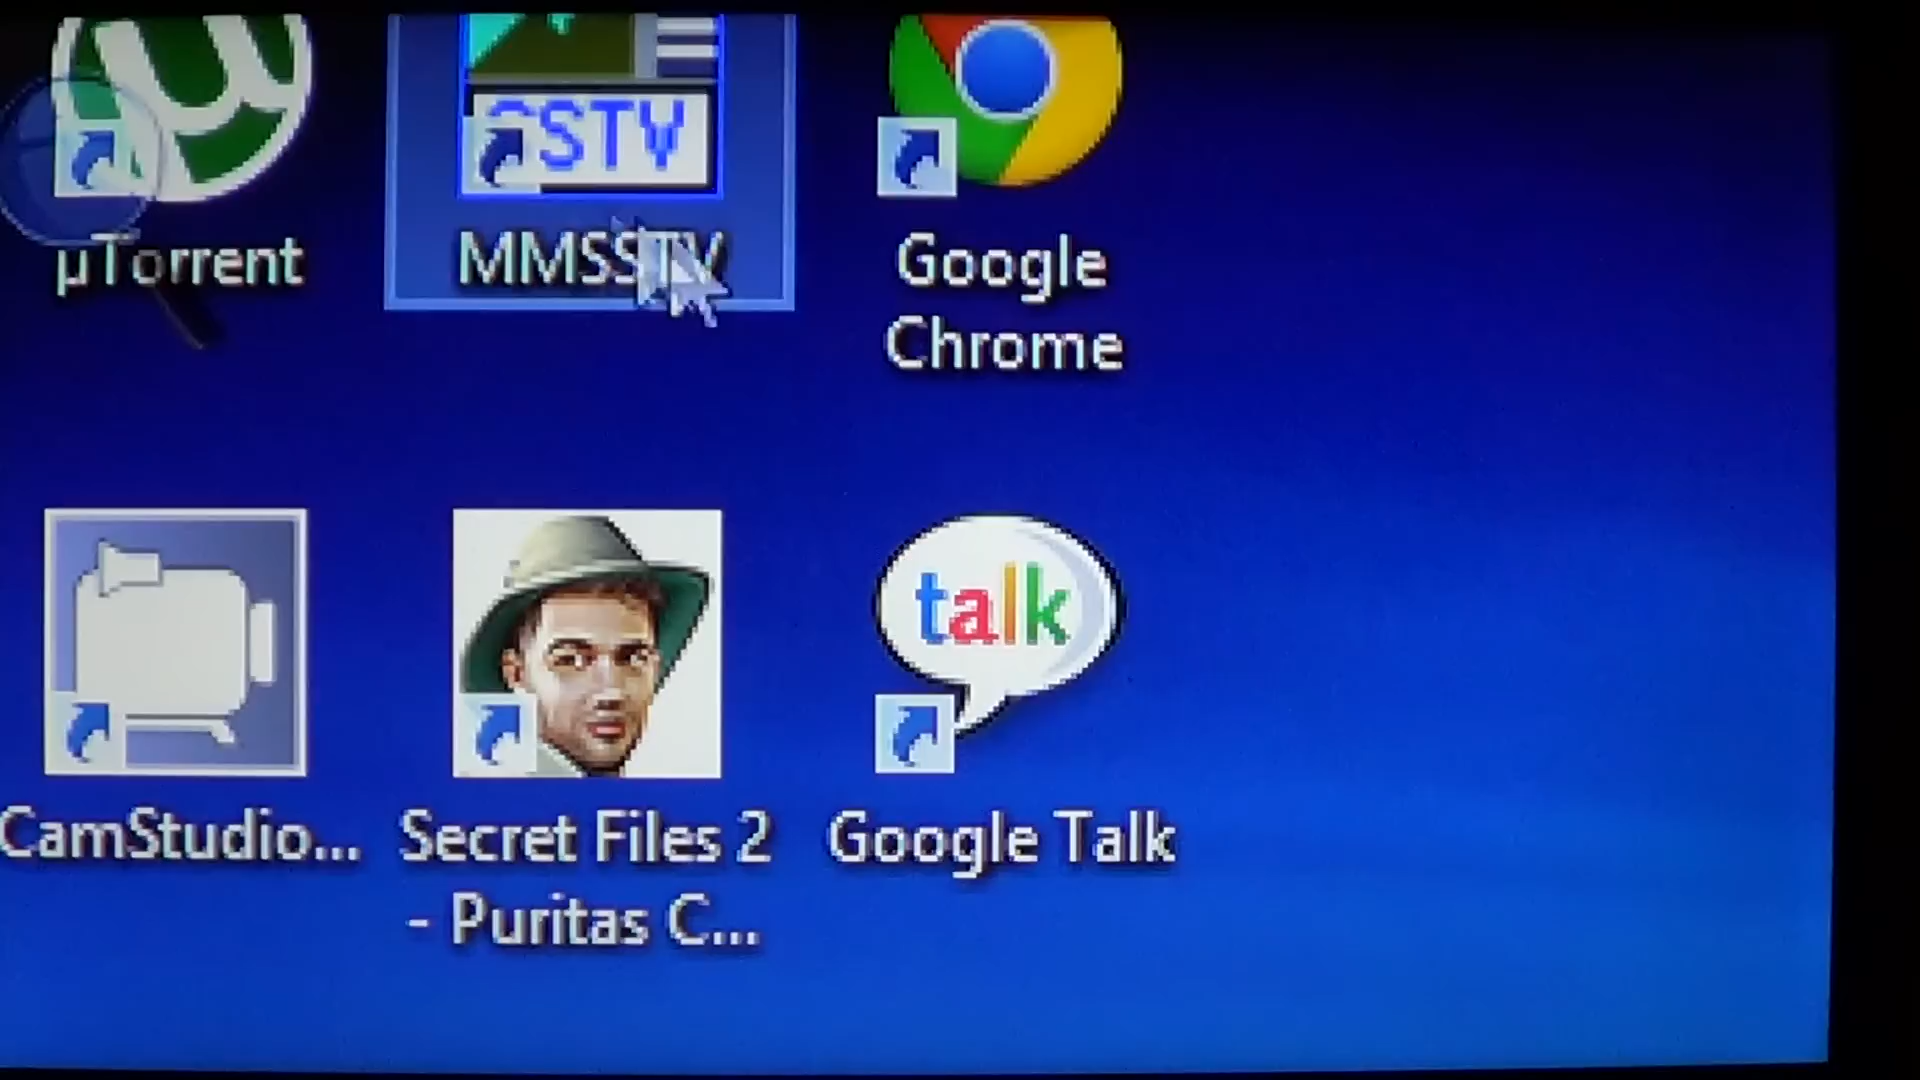 SSTV
µTorrent
MMSSTV
Google
Chrome
talk
CamStudio...
Secret Files 2
- Puritas C...
Google Talk